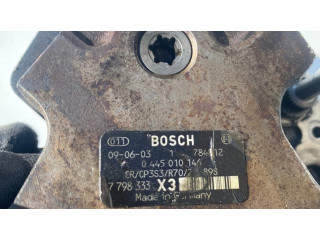 011 BOSCH
09-06-03 1
0 445 010 146
CR/CP3S3/R70/
7 798 333 X3
Made in Germany